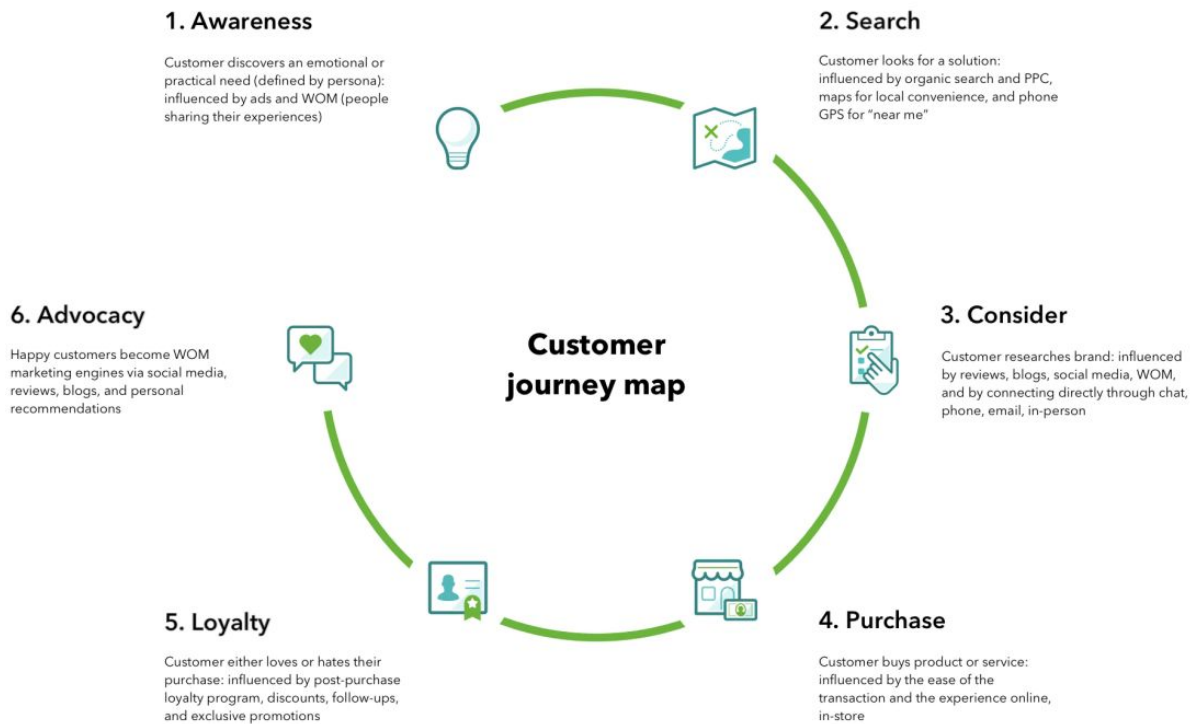 1. Awareness
Customer discovers an emotional or
practical need (defined by persona):
influenced by ads and WOM (people
sharing their experiences)
2. Search
Customer looks for a solution:
influenced by organic search and PPC,
maps for local convenience, and phone
GPS for “near me”
3. Consider
Customer researches brand: influenced
by reviews, blogs, social media, WOM,
and by connecting directly through chat,
phone, email, in-person
Customer
journey map
4. Purchase
Customer buys product or service:
influenced by the ease of the
transaction and the experience online,
in-store
5. Loyalty
Customer either loves or hates their
purchase: influenced by post-purchase
loyalty program, discounts, follow-ups,
and exclusive promotions
6. Advocacy
Happy customers become WOM
marketing engines via social media,
reviews, blogs, and personal
recommendations